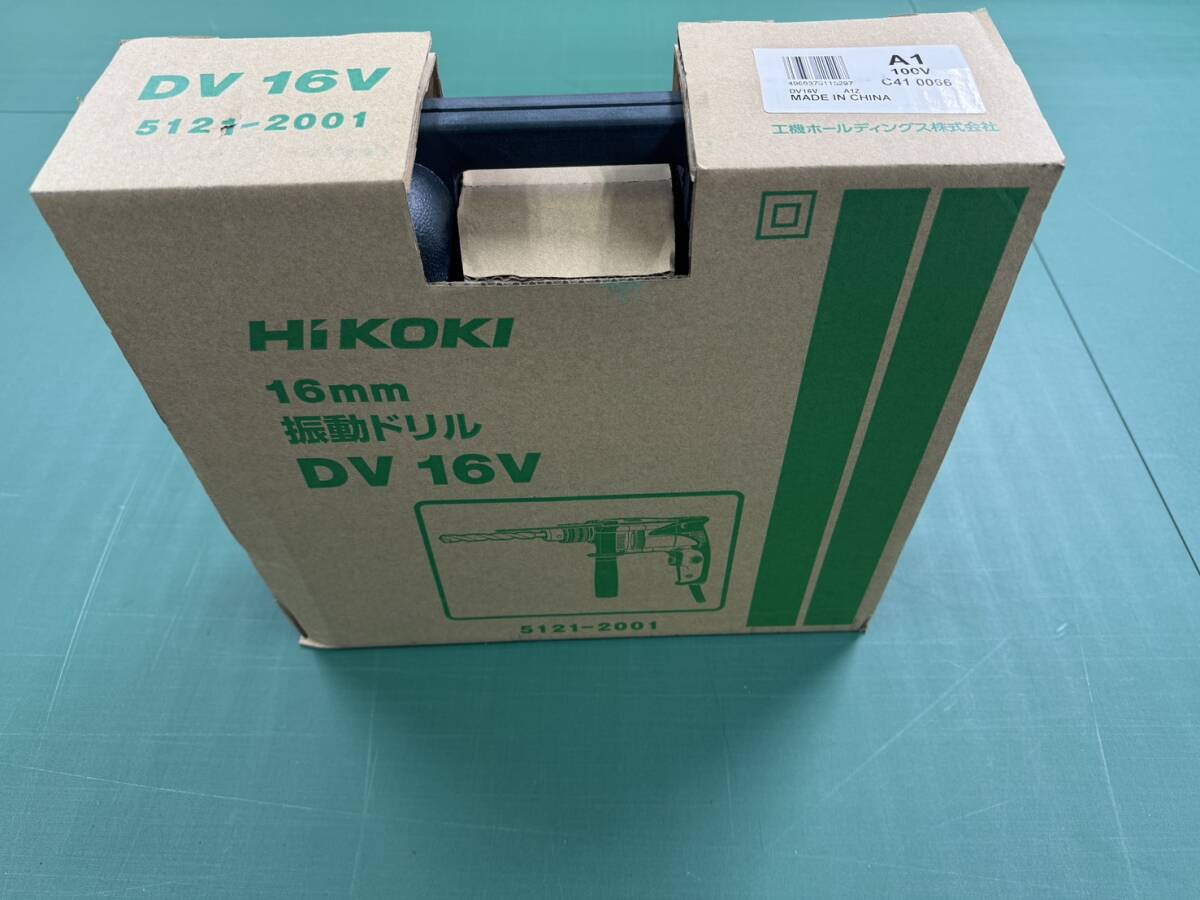 DV 16V
5121-2001
A1
100V
C41 0056
4966375115297
DV16V A1Z
MADE IN CHINA
工機ホールディングス株式会社
HiKOKI
16mm
振動ドリル
DV 16V
5121-2001